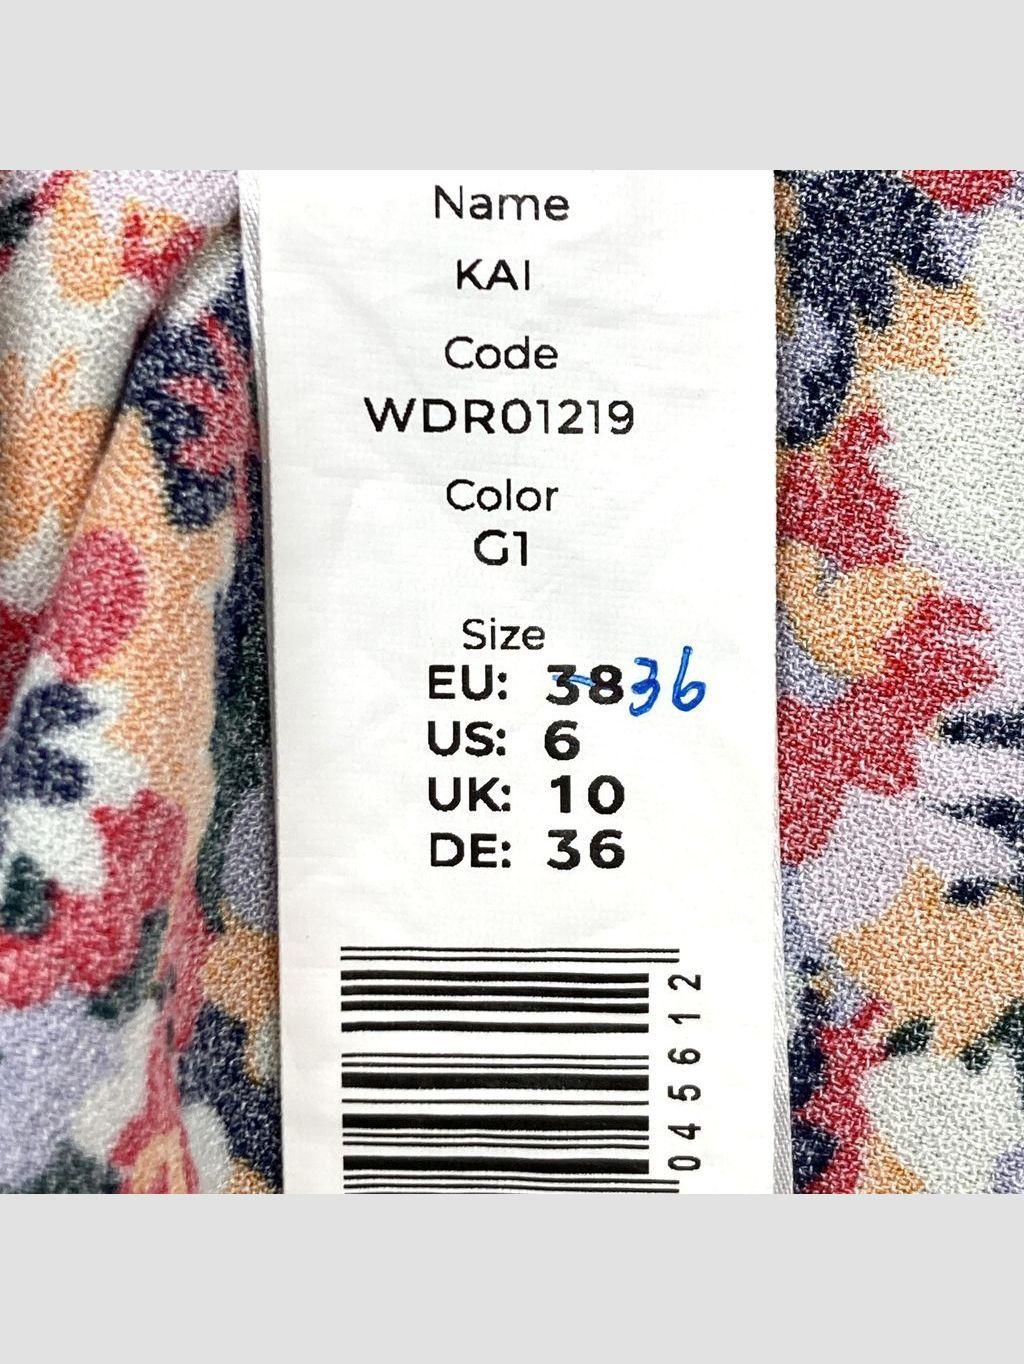 Name
KAI
Code
WDR01219
Color
G1
Size
EU: 38 36
US: 6
UK: 10
DE: 36
045612